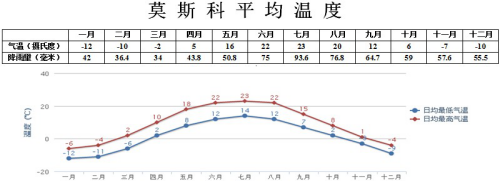 莫斯科平均温度
一月 二月 三月 四月 五月 六月 七月 八月 九月 十月 十一月 十二月
气温（摄氏度） -12 -10 -2 5 16 22 23 20 12 6 -7 -10
降雨量（毫米） 42 36.4 34 43.8 50.8 75 93.6 76.8 64.7 59 57.6 55.5
40
20
0
-20
温度 (℃)
-6 -4 2 10 18 22 23 22 15 8 1 -4
-12 -11 -6 2 8 12 14 12 7 2 -3 -9
一月 二月 三月 四月 五月 六月 七月 八月 九月 十月 十一月 十二月
日均最低气温
日均最高气温